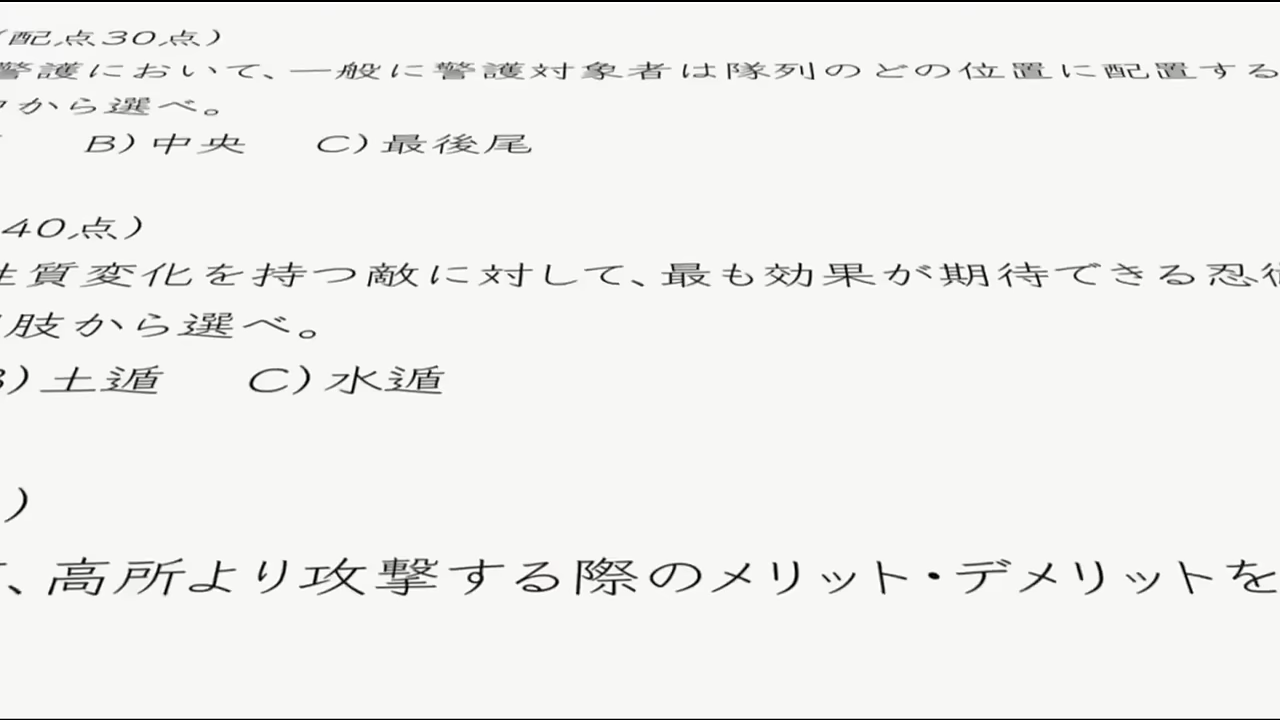 (配点30点)
警護において、一般に警護対象者は隊列のどの位置に配置する
から選べ。
B)中央 C)最後尾
40点)
性質変化を持つ敵に対して、最も効果が期待できる忍術
肢から選べ。
B)土遁 C)水遁
)
、高所より攻撃する際のメリット・デメリットを